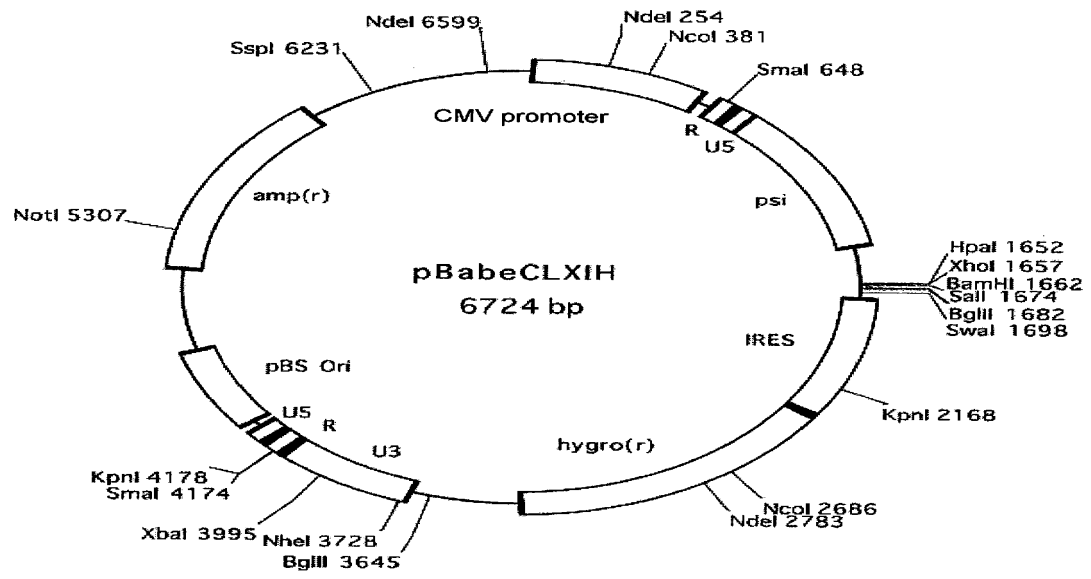 NdeI 6599
NdeI 254
NcoI 381
SspI 6231
SmaI 648
CMV promoter
R
U5
amp(r)
psi
NotI 5307
HpaI 1652
XhoI 1657
BamHI 1662
SalI 1674
BglII 1682
SwaI 1698
pBabeCLXIH
6724 bp
IRES
pBS Ori
KpnI 2168
U5
R
U3
hygro(r)
KpnI 4178
SmaI 4174
NcoI 2686
NdeI 2783
XbaI 3995
NheI 3728
BglII 3645